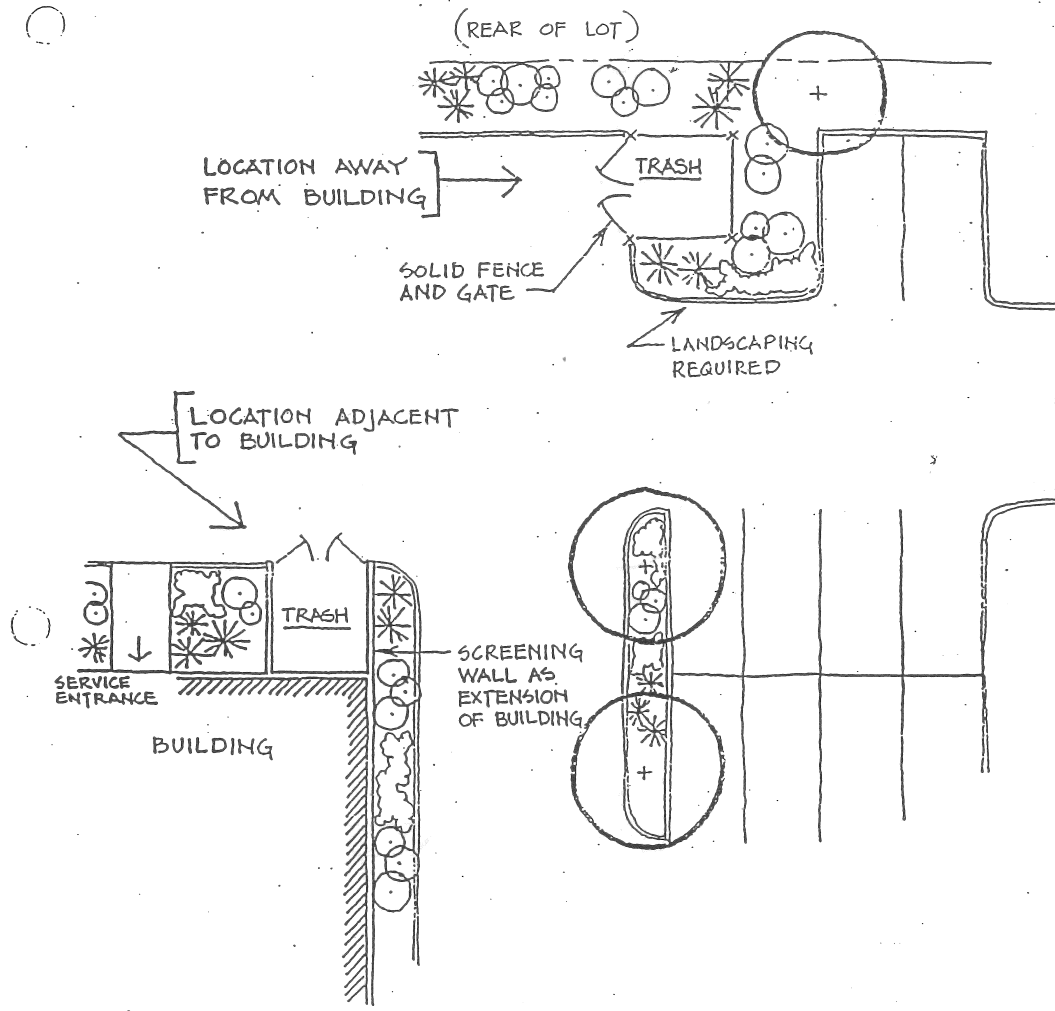 (REAR OF LOT)
LOCATION AWAY
FROM BUILDING
TRASH
SOLID FENCE
AND GATE
LANDSCAPING
REQUIRED
LOCATION ADJACENT
TO BUILDING
TRASH
SERVICE
ENTRANCE
SCREENING
WALL AS
EXTENSION
OF BUILDING
BUILDING